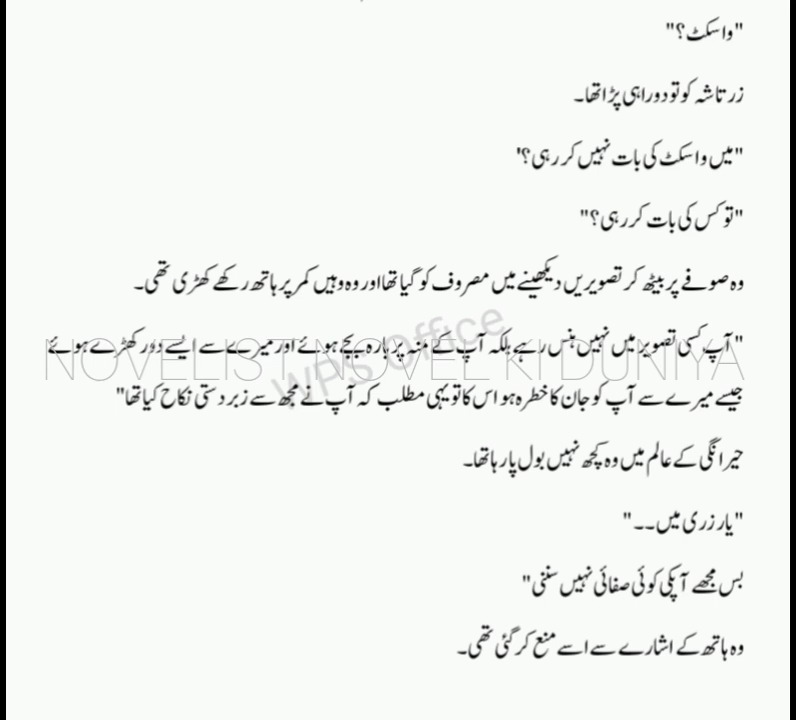 "واسکٹ؟"
زرتاشہ کو تو دورا ہی پڑا تھا۔
"میں واسکٹ کی بات نہیں کر رہی؟'
"تو کس کی بات کر رہی؟"
وہ صوفے پر بیٹھ کر تصویریں دیکھینے میں مصروف کو گیا تھا اور وہ وہیں کمر پر ہاتھ رکھے کھڑی تھی۔
" آپ کسی تصویر میں نہیں ہنس رہے بلکہ آپ کے منہ پر بارہ بجے ہوئے اور میرے سے ایسے دور کھڑے ہوئے
NOVELISTAN NOVEL KI DUNIYA
WPS Office
جیسے میرے سے آپ کو جان کا خطرہ ہو اس کا تو یہی مطلب کہ آپ نے مجھ سے زبردستی نکاح کیا تھا"
حیرانگی کے عالم میں وہ کچھ نہیں بول پا رہا تھا۔
"یار زری میں۔۔"
بس مجھے آپکی کوئی صفائی نہیں سننی"
وہ ہاتھ کے اشارے سے اسے منع کر گئی تھی۔